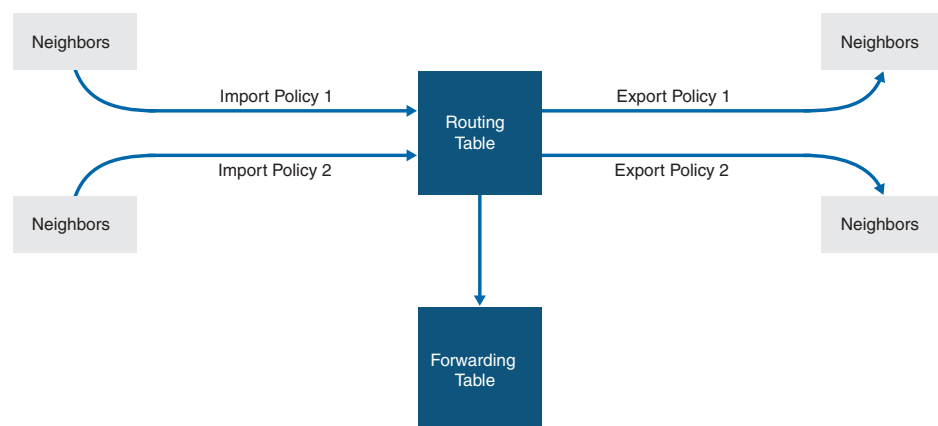 Neighbors
Neighbors
Import Policy 1
Export Policy 1
Routing
Table
Import Policy 2
Export Policy 2
Neighbors
Neighbors
Forwarding
Table